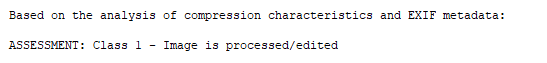 Based on the analysis of compression characteristics and EXIF metadata:
ASSESSMENT: Class 1 - Image is processed/edited